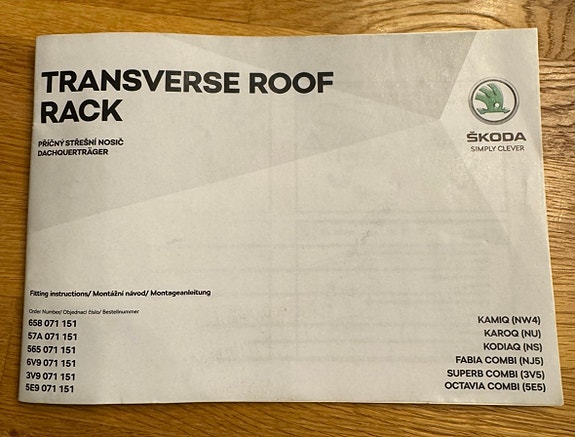 TRANSVERSE ROOF
RACK
PŘÍČNÝ STŘEŠNÍ NOSIČ
DACHQUERTRÄGER
ŠKODA
SIMPLY CLEVER
Fitting instructions/ Montážní návod/ Montageanleitung
Order Number/ Objednací číslo/ Bestellnummer
658 071 151
57A 071 151
565 071 151
6V9 071 151
3V9 071 151
5E9 071 151
KAMIQ (NW4)
KAROQ (NU)
KODIAQ (NS)
FABIA COMBI (NJ5)
SUPERB COMBI (3V5)
OCTAVIA COMBI (5E5)